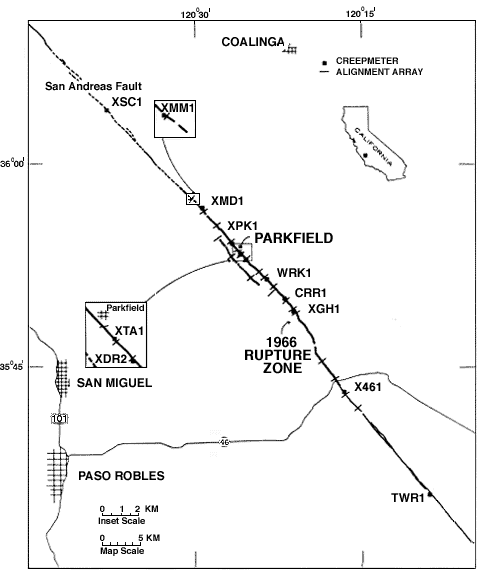 120°30'
120°15'
COALINGA
CREEPMETER
ALIGNMENT ARRAY
San Andreas Fault
XSC1
XMM1
CALIFORNIA
36°00'
XMD1
XPK1
PARKFIELD
WRK1
CRR1
XGH1
Parkfield
XTA1
XDR2
1966
RUPTURE
ZONE
35°45'
SAN MIGUEL
X461
101
46
PASO ROBLES
TWR1
0 1 2 KM
Inset Scale
0 5 KM
Map Scale